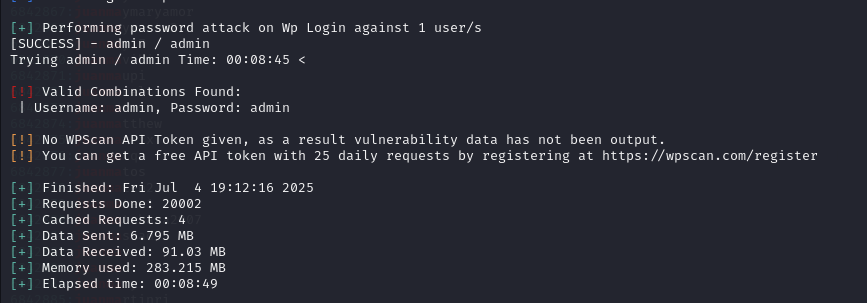 [+] Performing password attack on Wp Login against 1 user/s
[SUCCESS] - admin / admin
Trying admin / admin Time: 00:08:45 <
[!] Valid Combinations Found:
| Username: admin, Password: admin
[!] No WPScan API Token given, as a result vulnerability data has not been output.
[!] You can get a free API token with 25 daily requests by registering at https://wpscan.com/register
[+] Finished: Fri Jul  4 19:12:16 2025
[+] Requests Done: 20002
[+] Cached Requests: 4
[+] Data Sent: 6.795 MB
[+] Data Received: 91.03 MB
[+] Memory used: 283.215 MB
[+] Elapsed time: 00:08:49